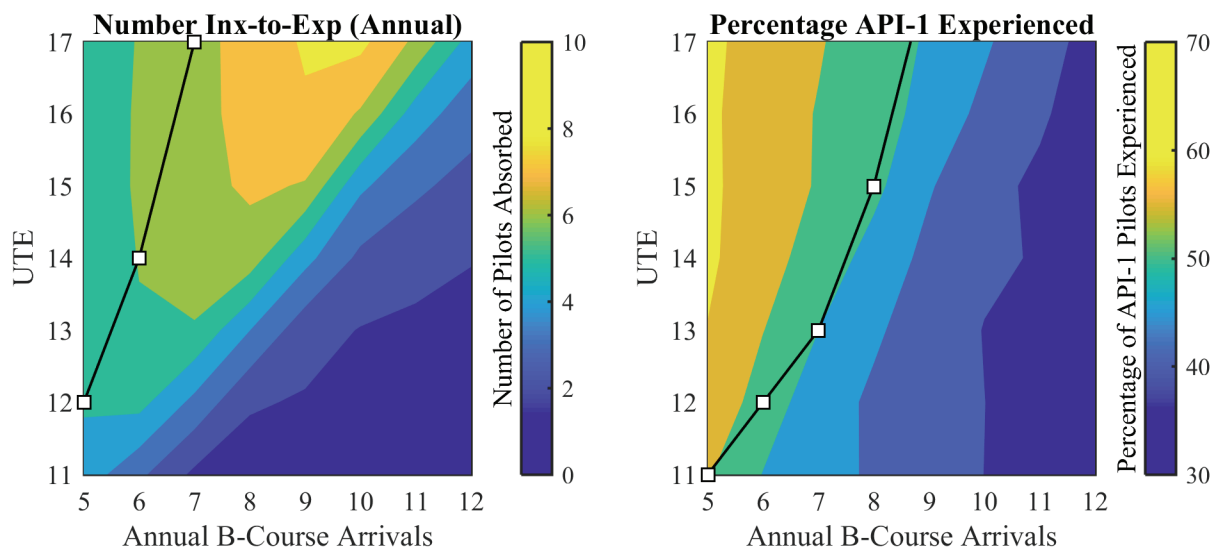 Number Inx-to-Exp (Annual)
17
16
15
14
13
12
11
UTE
5 6 7 8 9 10 11 12
Annual B-Course Arrivals
10
8
6
4
2
0
Number of Pilots Absorbed
Percentage API-1 Experienced
17
16
15
14
13
12
11
UTE
5 6 7 8 9 10 11 12
Annual B-Course Arrivals
70
60
50
40
30
Percentage of API-1 Pilots Experienced